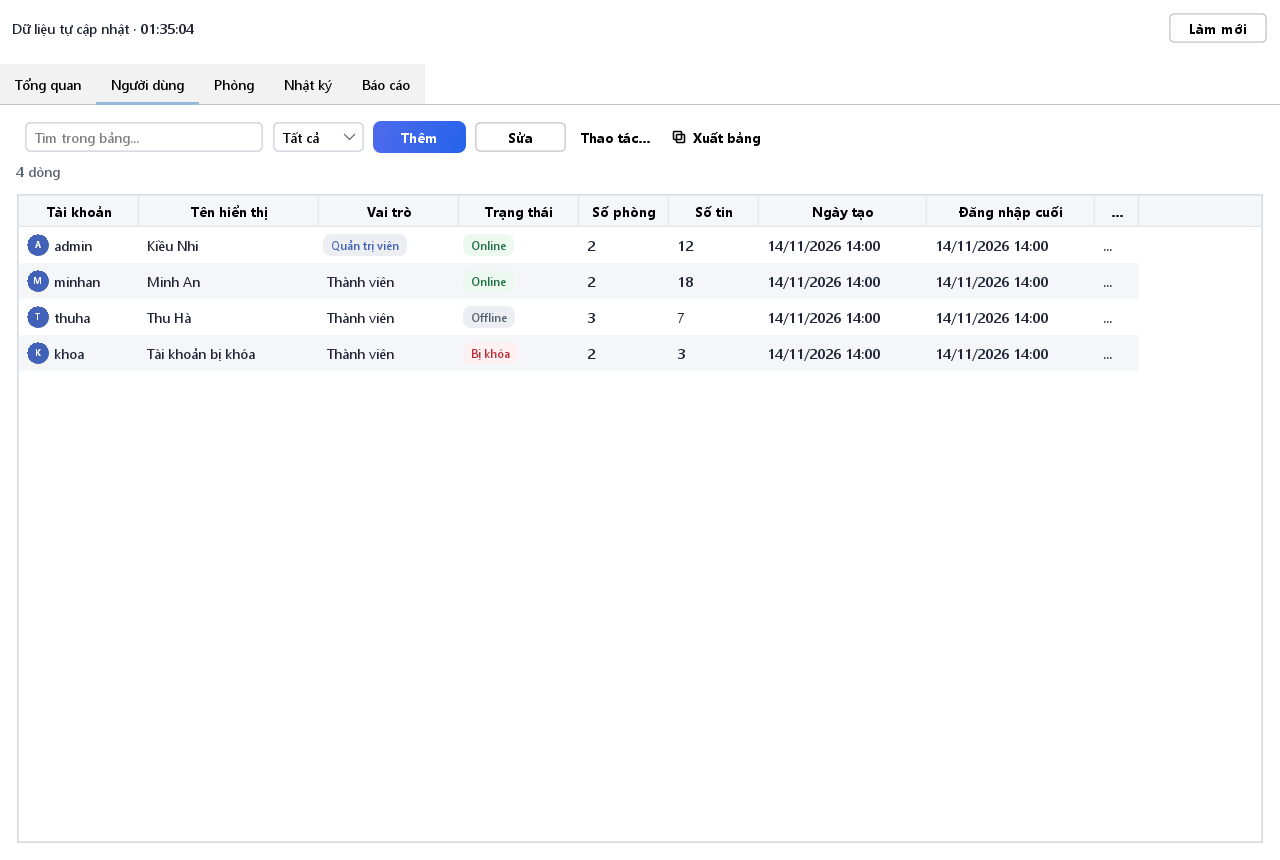 Dữ liệu tự cập nhật · 01:35:04
Làm mới
Tổng quan Người dùng Phòng Nhật ký Báo cáo
Tìm trong bảng... Tất cả Thêm Sửa Thao tác... Xuất bảng
4 dòng
Tài khoản Tên hiển thị Vai trò Trạng thái Số phòng Số tin Ngày tạo Đăng nhập cuối ...
A admin Kiều Nhi Quản trị viên Online 2 12 14/11/2026 14:00 14/11/2026 14:00 ...
M minhan Minh An Thành viên Online 2 18 14/11/2026 14:00 14/11/2026 14:00 ...
T thuha Thu Hà Thành viên Offline 3 7 14/11/2026 14:00 14/11/2026 14:00 ...
K khoa Tài khoản bị khóa Thành viên Bị khóa 2 3 14/11/2026 14:00 14/11/2026 14:00 ...